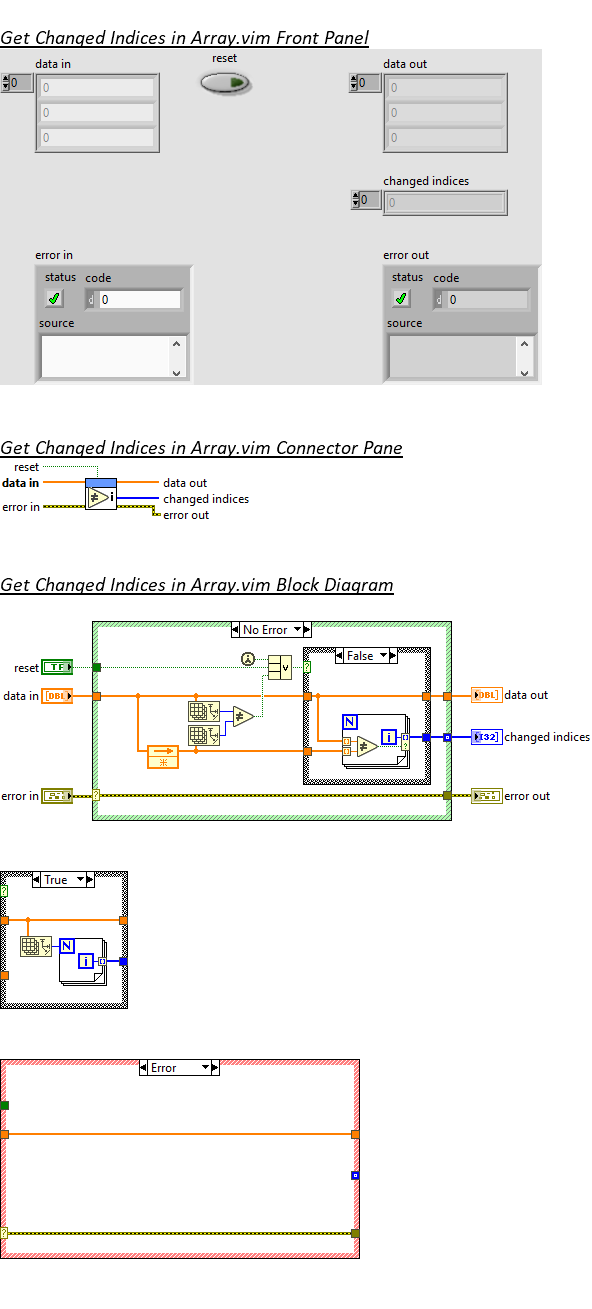 Get Changed Indices in Array.vim Front Panel
data in
reset
data out
0
0
0
0
0
0
0
0
changed indices
0
0
error in
error out
status code
status code
0
0
source
source
Get Changed Indices in Array.vim Connector Pane
reset
data in
data out
i
changed indices
error in
error out
Get Changed Indices in Array.vim Block Diagram
No Error
reset
TF
i
v
False
data in
DBL
DBL
data out
N
i
I32
changed indices
error in
error out
True
N
i
Error